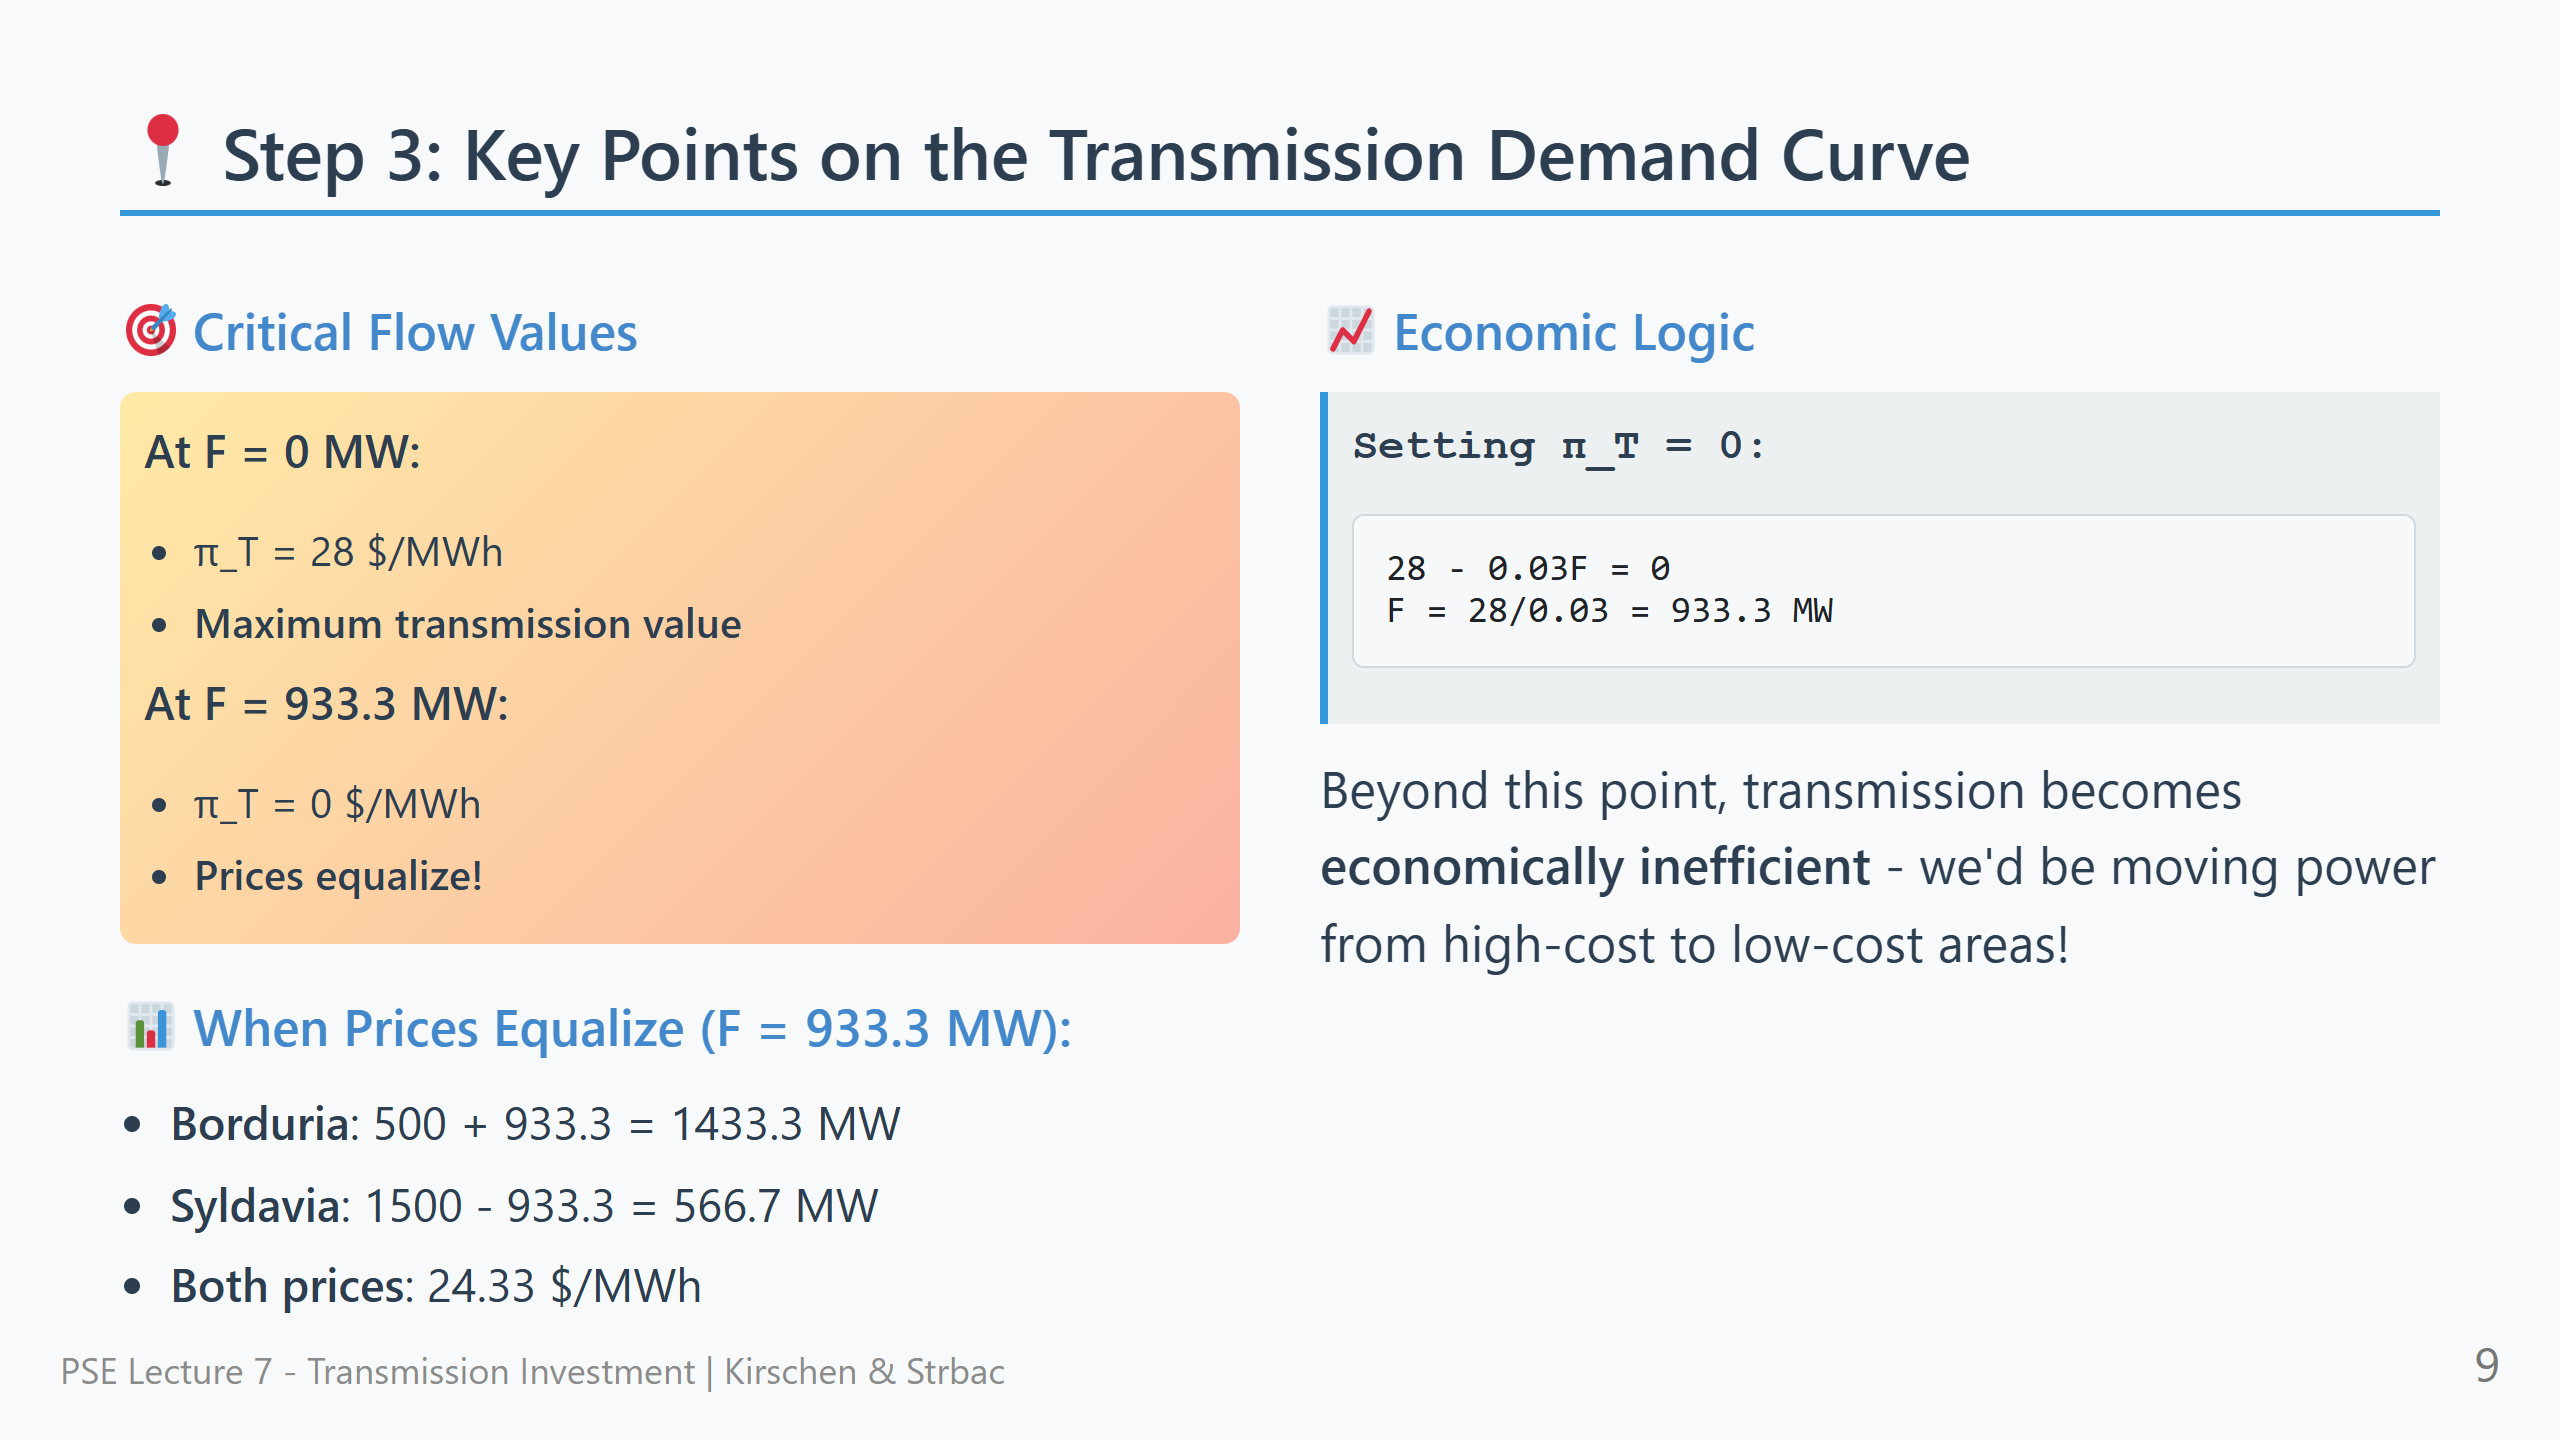 Step 3: Key Points on the Transmission Demand Curve
Critical Flow Values
At F = 0 MW:
• π_T = 28 $/MWh
• Maximum transmission value
At F = 933.3 MW:
• π_T = 0 $/MWh
• Prices equalize!
When Prices Equalize (F = 933.3 MW):
• Borduria: 500 + 933.3 = 1433.3 MW
• Syldavia: 1500 - 933.3 = 566.7 MW
• Both prices: 24.33 $/MWh
Economic Logic
Setting π_T = 0:
28 - 0.03F = 0
F = 28/0.03 = 933.3 MW
Beyond this point, transmission becomes
economically inefficient - we'd be moving power
from high-cost to low-cost areas!
PSE Lecture 7 - Transmission Investment | Kirschen & Strbac
9